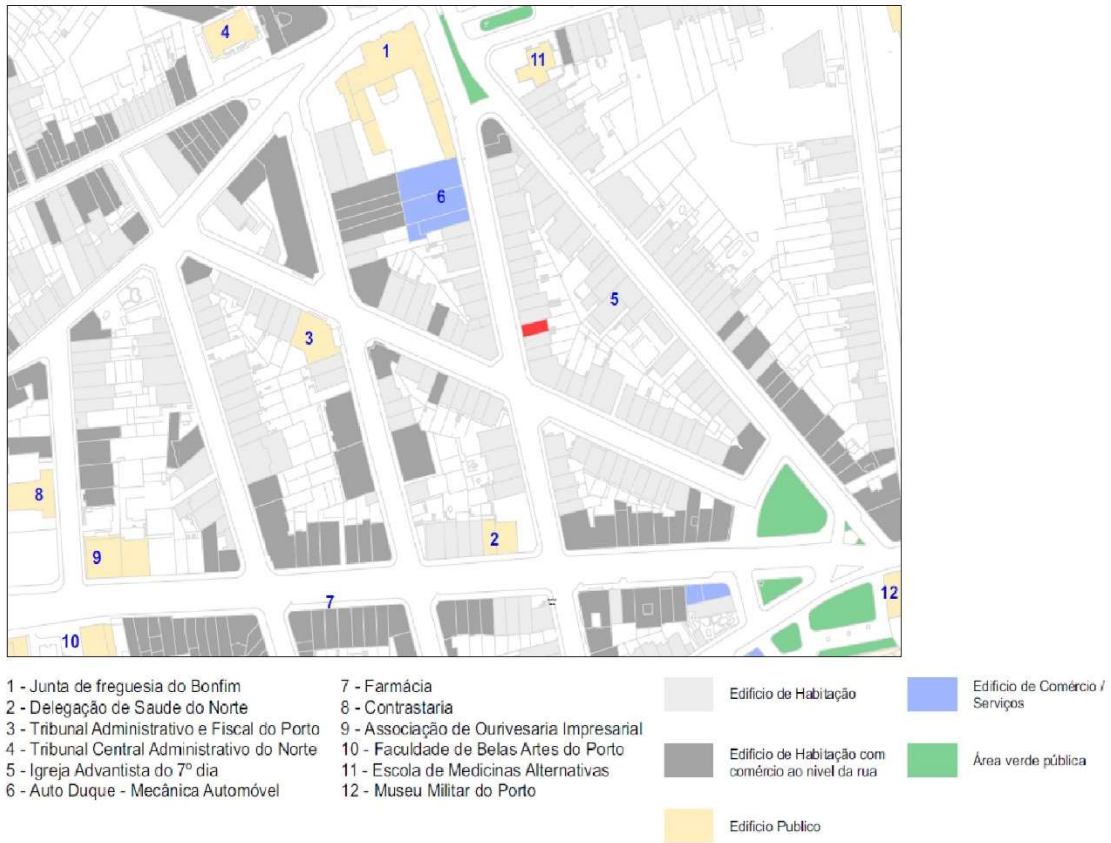 4
1
11
6
5
3
8
2
9
7
12
10
1 - Junta de freguesia do Bonfim
2 - Delegação de Saude do Norte
3 - Tribunal Administrativo e Fiscal do Porto
4 - Tribunal Central Administrativo do Norte
5 - Igreja Advantista do 7º dia
6 - Auto Duque - Mecânica Automóvel
7 - Farmácia
8 - Contrastaria
9 - Associação de Ourivesaria Impresarial
10 - Faculdade de Belas Artes do Porto
11 - Escola de Medicinas Alternativas
12 - Museu Militar do Porto
Edificio de Habitação
Edificio de Habitação com
comércio ao nivel da rua
Edificio Publico
Edificio de Comércio /
Serviços
Área verde pública